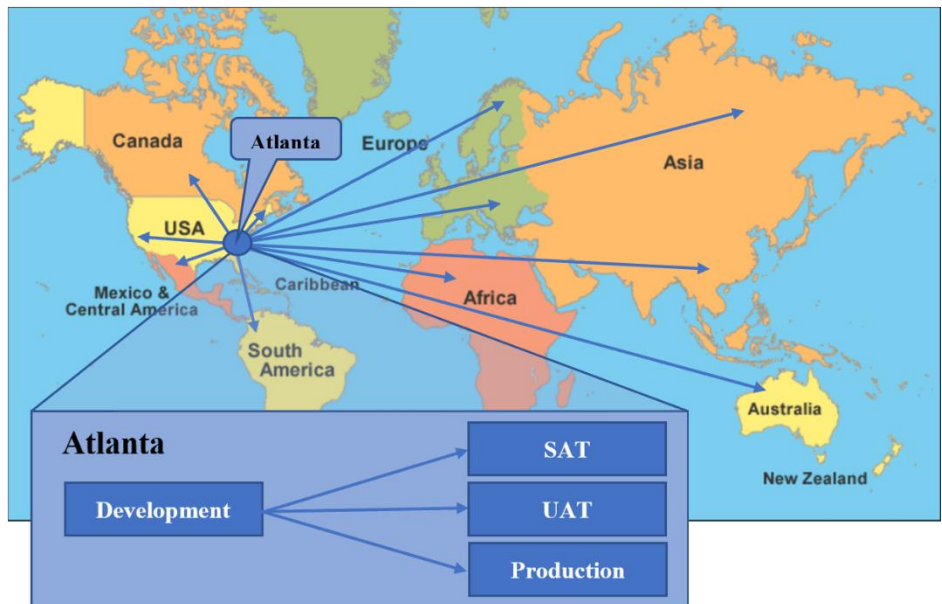 Canada
Atlanta
Europe
Asia
USA
Mexico &
Central America
Caribbean
Africa
South
America
Australia
New Zealand
Atlanta
Development
SAT
UAT
Production